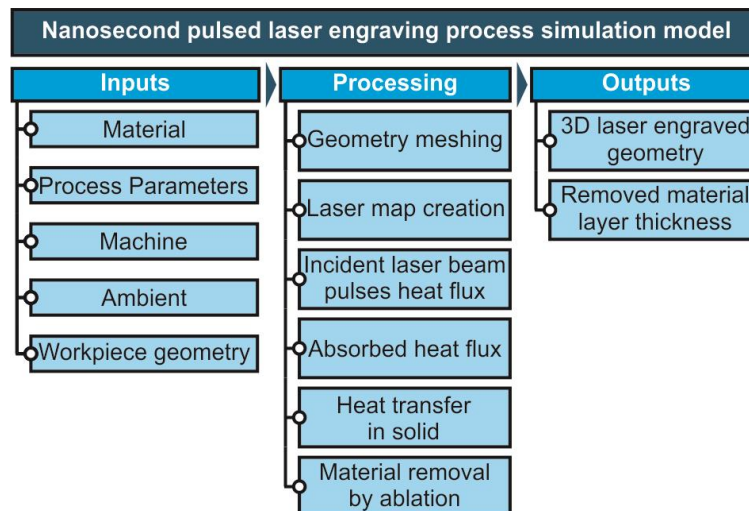 Nanosecond pulsed laser engraving process simulation model
Inputs
Material
Process Parameters
Machine
Ambient
Workpiece geometry
Processing
Geometry meshing
Laser map creation
Incident laser beam
pulses heat flux
Absorbed heat flux
Heat transfer
in solid
Material removal
by ablation
Outputs
3D laser engraved
geometry
Removed material
layer thickness